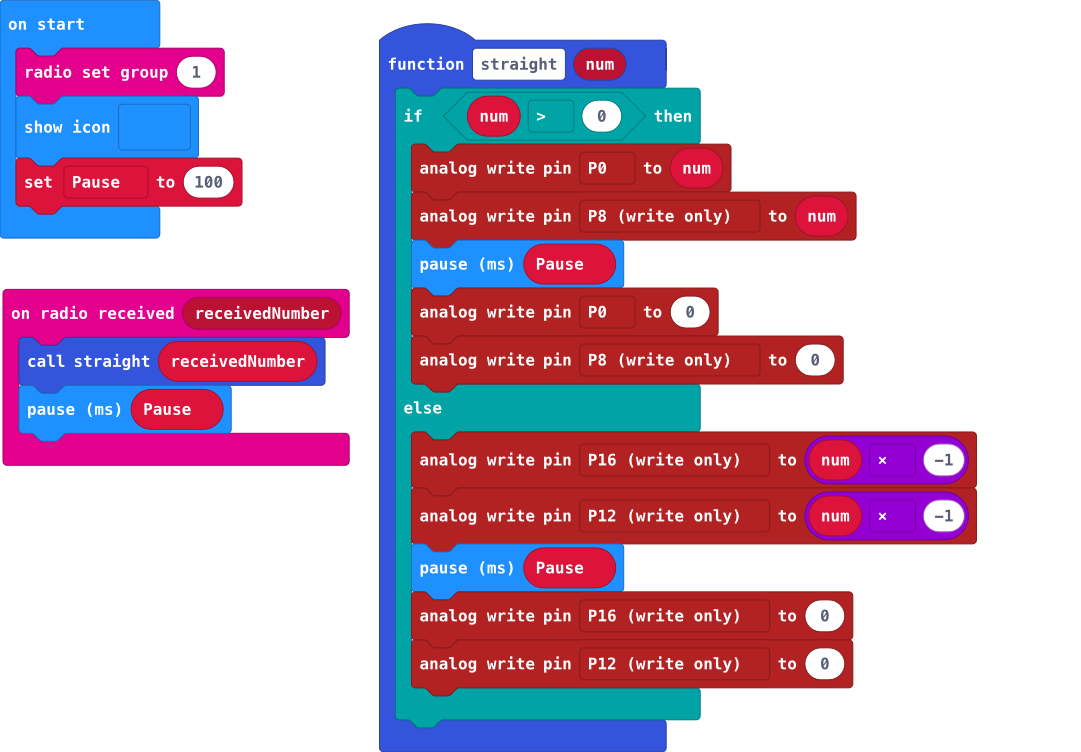 on start
radio set group 1
show icon
set Pause to 100
on radio received receivedNumber
call straight receivedNumber
pause (ms) Pause
function straight num
if num > 0 then
analog write pin P0 to num
analog write pin P8 (write only) to num
pause (ms) Pause
analog write pin P0 to 0
analog write pin P8 (write only) to 0
else
analog write pin P16 (write only) to num × −1
analog write pin P12 (write only) to num × −1
pause (ms) Pause
analog write pin P16 (write only) to 0
analog write pin P12 (write only) to 0